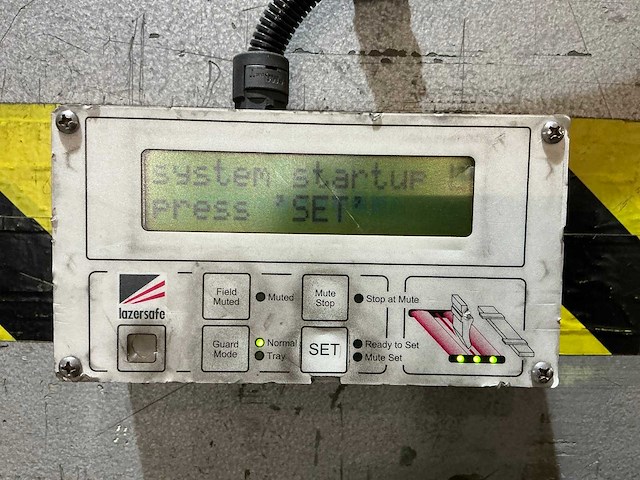 system startup
press 'SET'
lazersafe
Field
Muted
Muted
Mute
Stop
Stop at Mute
Guard
Mode
Normal
Tray
SET
Ready to Set
Mute Set